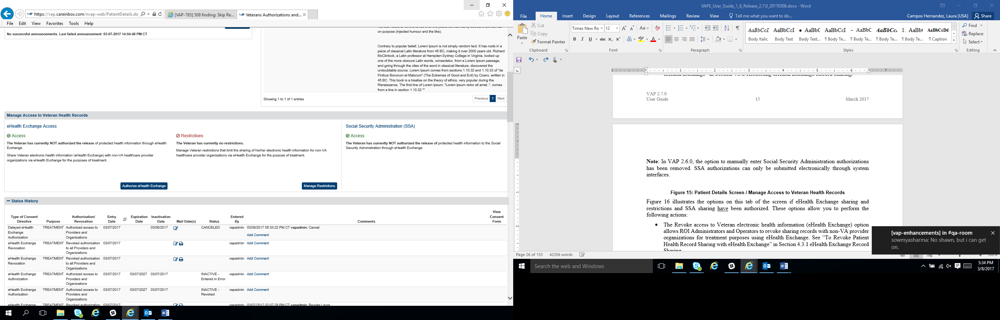 https://vap.careinbox.com/nvap-web/PatientDetails.do
[VAP-765] 508 finding: Skip Re...
Veterans Authorizations and...
File Edit View Favorites Tools Help
No successful announcements. Last failed announcement: 03-07-2017 14:04:48 PM CT
on purpose (injected humour and the like).
Contrary to popular belief, Lorem Ipsum is not simply random text. It has roots in a
piece of classical Latin literature from 45 BC, making it over 2000 years old. Richard
McClintock, a Latin professor at Hampden-Sydney College in Virginia, looked up
one of the more obscure Latin words, consectetur, from a Lorem Ipsum passage,
and going through the cites of the word in classical literature, discovered the
undoubtable source. Lorem Ipsum comes from sections 1.10.32 and 1.10.33 of "de
Finibus Bonorum et Malorum" (The Extremes of Good and Evil) by Cicero, written in
45 BC. This book is a treatise on the theory of ethics, very popular during the
Renaissance. The first line of Lorem Ipsum, "Lorem ipsum dolor sit amet..", comes
from a line in section 1.10.32.""
Showing 1 to 1 of 1 entries
Previous 1 Next
Manage Access to Veteran Health Records
eHealth Exchange Access
Access
The Veteran has currently NOT authorized the release of protected health information through eHealth
Exchange.
Share Veteran electronic health information (eHealth Exchange) with non-VA healthcare provider
organizations via eHealth Exchange for the purposes of treatment.
Authorize eHealth Exchange
Restrictions
The Veteran has currently no restrictions.
Manage Veteran restrictions that limit the sharing of his/her electronic health information for non-VA
healthcare provider organizations via eHealth Exchange for the purpose of treatment.
Manage Restrictions
Social Security Administration (SSA)
Access
The Veteran has currently NOT authorized the release of protected health information to the Social
Security Administration through eHealth Exchange.
Status History
Type of Consent Directive Purpose Authorization/ Revocation Entry Date Expiration Date Inactivation Date Mail Date(s) Status Entered By Comments View Consent Form
Delayed eHealth Exchange Authorization TREATMENT Authorized access to Providers and Organizations 03/07/2017 03/08/2017 CANCELED vapadmin 03/08/2017 05:33:22 PM CT vapadmin: Cancel
Add Comment
eHealth Exchange Revocation TREATMENT Revoked authorization to all Providers and Organizations 03/07/2017 vapadmin Add Comment
eHealth Exchange Revocation TREATMENT Revoked authorization to all Providers and Organizations 03/07/2017 vapadmin Add Comment
eHealth Exchange Authorization TREATMENT Authorized access to Providers and Organizations 03/07/2017 03/07/2027 03/07/2017 INACTIVE - Entered in Error vapadmin Add Comment
eHealth Exchange Authorization TREATMENT Authorized access to Providers and Organizations 03/07/2017 03/07/2027 03/07/2017 INACTIVE - Revoked vapadmin Add Comment
eHealth Exchange TREATMENT Revoked authorization 03/07/2017 vapadmin 03/07/2017 02:07:28 PM CT vapadmin: Revoke Laura
VAPE_User_Guide_1_8_Release_2.7.0_20170308.docx - Word
File Home Insert Design Layout References Mailings Review View Tell me what you want to do...
Campos Hernandez, Laura [USA] Share
Paste
Cut
Copy
Format Painter
Clipboard
Times New Ro 12
Font
Paragraph
AaBbCcI AaBbCcI AaBbC AaBbCcI AaBbC AaBbCc 1. AaBb( AaBbCcDd
Body Italic Body Text Body Text... ¶ Body Te... ¶ Body Te... ¶ Body Te... ¶ Body Te... ¶ Caption
Styles
Find
Replace
Select
Editing
1 1 2 3 4 5 6 7
eHealth Exchange" in Section 4.3.2 Restricting eHealth Exchange Record Sharing.
VAP 2.7.0
User Guide 15 March 2017
Note: In VAP 2.6.0, the option to manually enter Social Security Administration authorizations
has been removed. SSA authorizations can only be submitted electronically through system
interfaces.
Figure 15: Patient Details Screen / Manage Access to Veteran Health Records
Figure 16 illustrates the options on this tab of the screen if eHealth Exchange sharing and
restrictions and SSA sharing have been authorized. These options allow you to perform the
following actions:
• The Revoke access to Veteran electronic health information (eHealth Exchange) option
allows ROI Administrators and Operators to revoke sharing records with non-VA provider
organizations for treatment purposes using eHealth Exchange. See “To Revoke Patient
Health Record Sharing with eHealth Exchange” in Section 4.3.1 eHealth Exchange Record
Sharing
[vap-enhancements] in #qa-room
sowmyasharma: No shawn, but i can get
on.
Page 26 of 153 42356 words
100%
Search the web and Windows
5:34 PM
3/8/2017